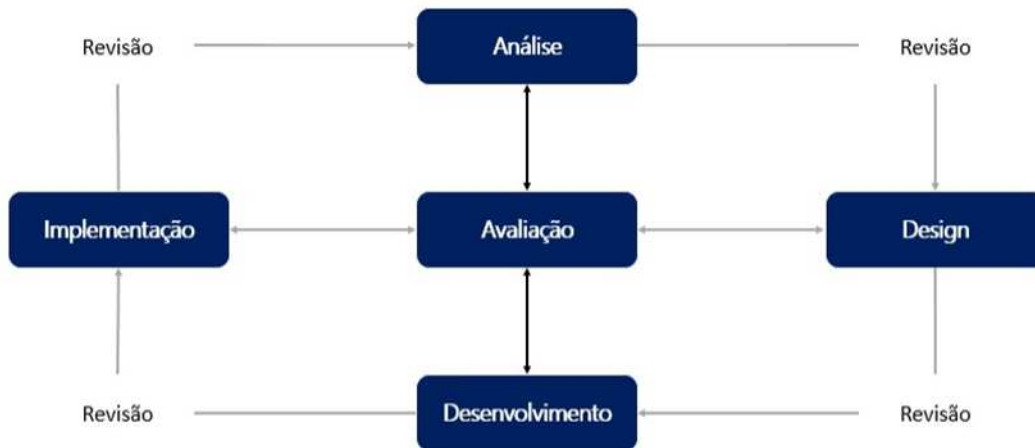 Revisão
Análise
Revisão
Implementação
Avaliação
Design
Revisão
Desenvolvimento
Revisão